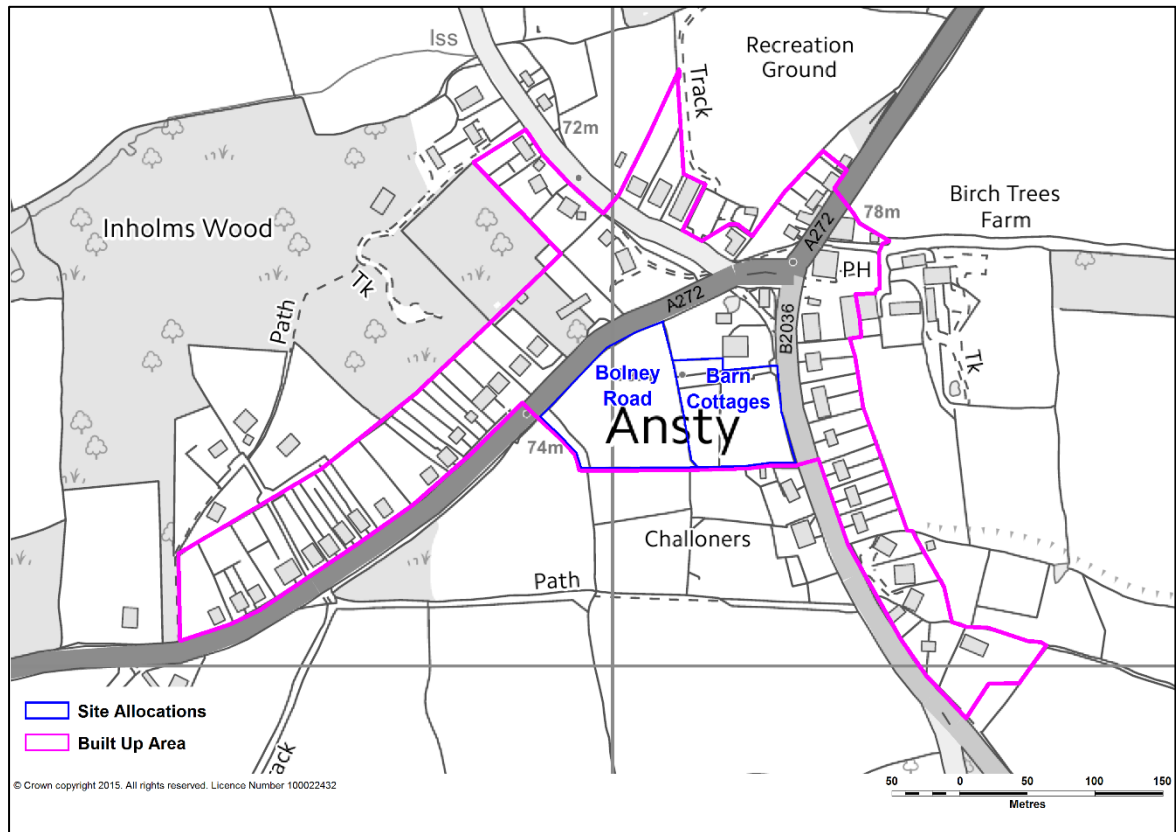 Iss
Recreation
Ground
Track
72m
Inholms Wood
Tk
Path
A272
78m
Birch Trees
Farm
PH
A272
B2036
Tk
Bolney
Road
Barn
Cottages
Ansty
74m
Challoners
Path
Site Allocations
Built Up Area
ack
© Crown copyright 2015. All rights reserved. Licence Number 100022432
50 0 50 100 150
Metres